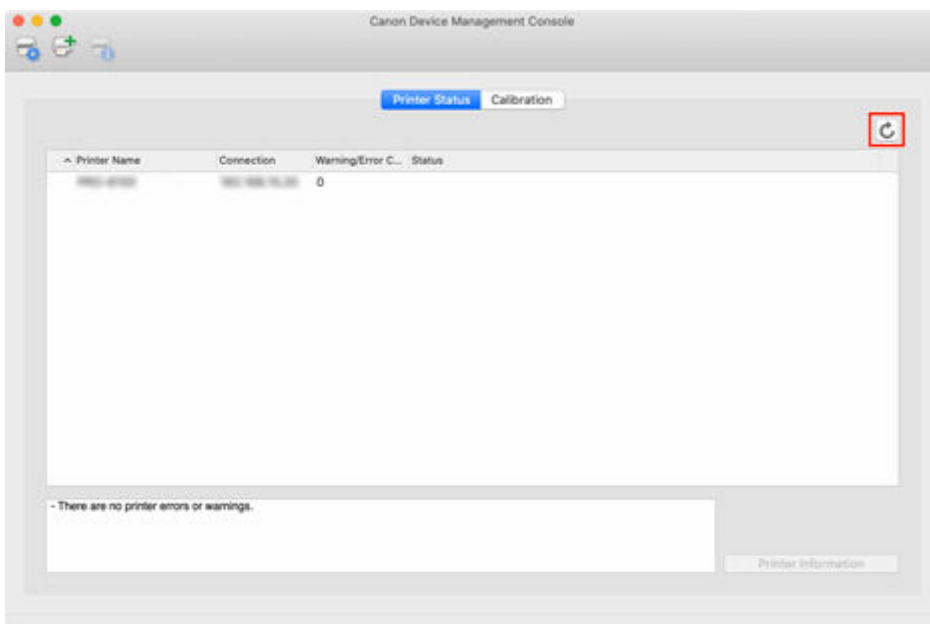 Canon Device Management Console
Printer Status Calibration
Printer Name Connection Warning/Error C... Status
0
- There are no printer errors or warnings.
Printer Information